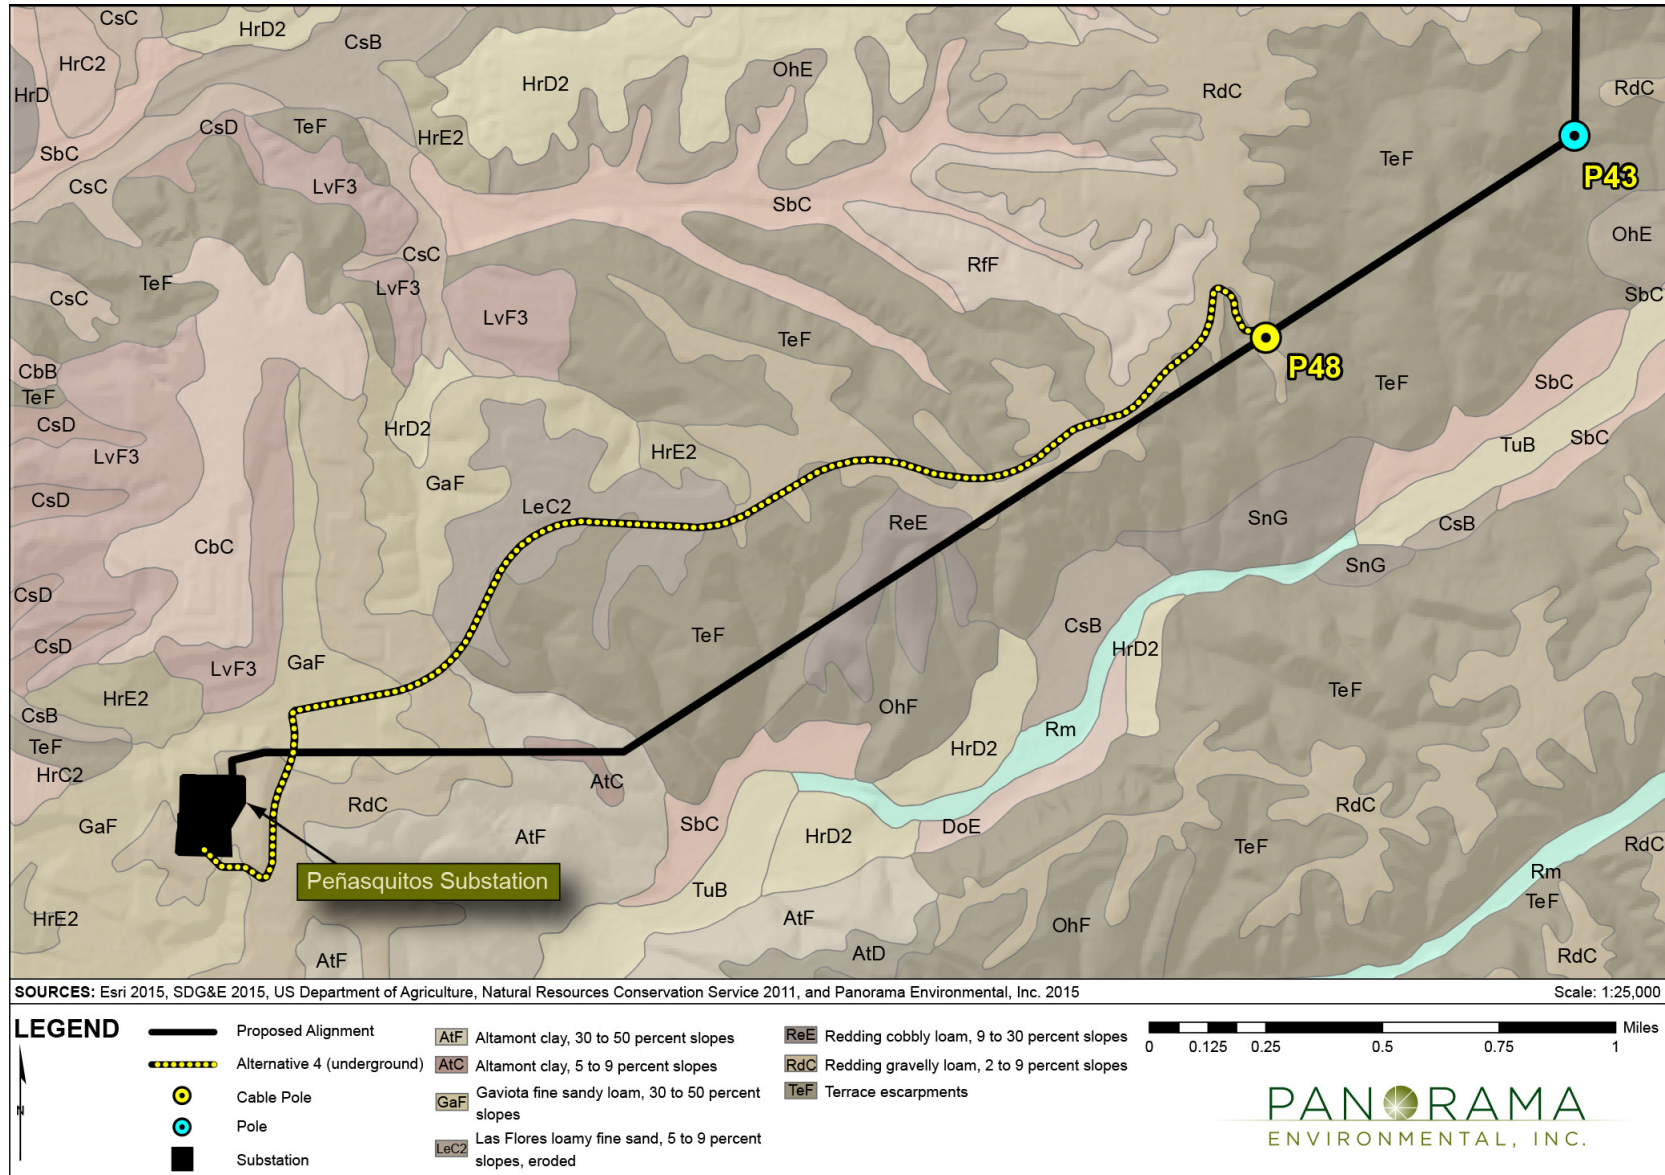 CsC
HrD2
CsB
HrC2
HrD2
OhE
RdC
RdC
HrD
CsD
TeF
HrE2
SbC
TeF
P43
CsC
LvF3
SbC
OhE
CsC
RfF
TeF
LvF3
SbC
CsC
LvF3
TeF
P48
CbB
TeF
SbC
TeF
CsD
HrD2
SbC
TuB
LvF3
HrE2
GaF
CsD
LeC2
ReE
SnG
CsB
CbC
SnG
CsD
CsB
TeF
CsD
HrD2
LvF3
GaF
TeF
HrE2
OhF
CsB
Rm
TeF
HrD2
HrC2
AtC
RdC
RdC
GaF
SbC
AtF
HrD2
DoE
TeF
RdC
Peñasquitos Substation
TuB
Rm
TeF
HrE2
AtF
OhF
AtD
AtF
RdC
SOURCES: Esri 2015, SDG&E 2015, US Department of Agriculture, Natural Resources Conservation Service 2011, and Panorama Environmental, Inc. 2015
Scale: 1:25,000
LEGEND
N
Proposed Alignment
Alternative 4 (underground)
Cable Pole
Pole
Substation
AtF Altamont clay, 30 to 50 percent slopes
AtC Altamont clay, 5 to 9 percent slopes
GaF Gaviota fine sandy loam, 30 to 50 percent
slopes
LeC2 Las Flores loamy fine sand, 5 to 9 percent
slopes, eroded
ReE Redding cobbly loam, 9 to 30 percent slopes
RdC Redding gravelly loam, 2 to 9 percent slopes
TeF Terrace escarpments
Miles
0 0.125 0.25 0.5 0.75 1
PANORAMA
ENVIRONMENTAL, INC.